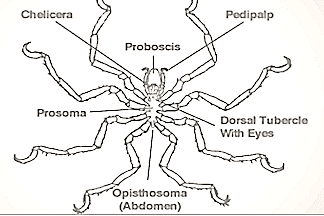 Chelicera
Pedipalp
Proboscis
Prosoma
Dorsal Tubercle
With Eyes
Opisthosoma
(Abdomen)